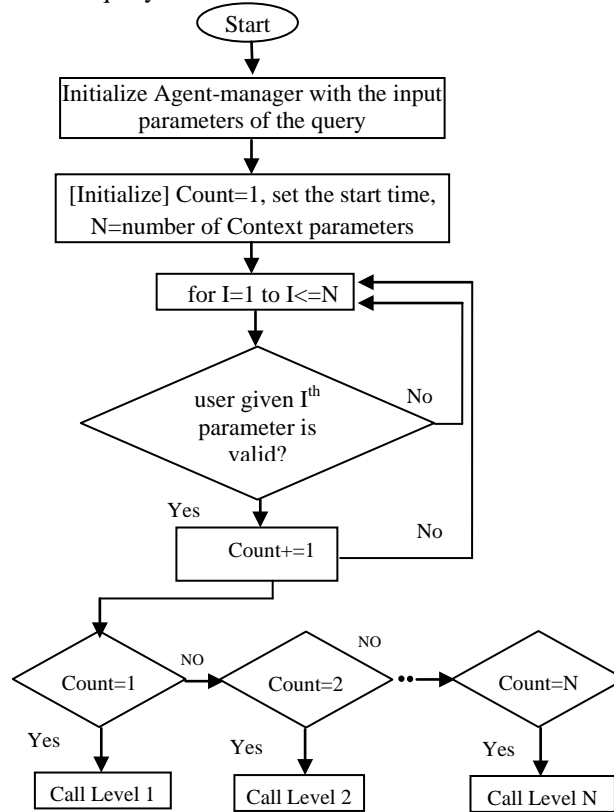 Start
Initialize Agent-manager with the input
parameters of the query
[Initialize] Count=1, set the start time,
N=number of Context parameters
for I=1 to I<=N
No
user given Ith
parameter is
valid?
Yes
No
Count+=1
NO
NO
Count=1
Count=2
Count=N
Yes
Yes
Yes
Call Level 1
Call Level 2
Call Level N